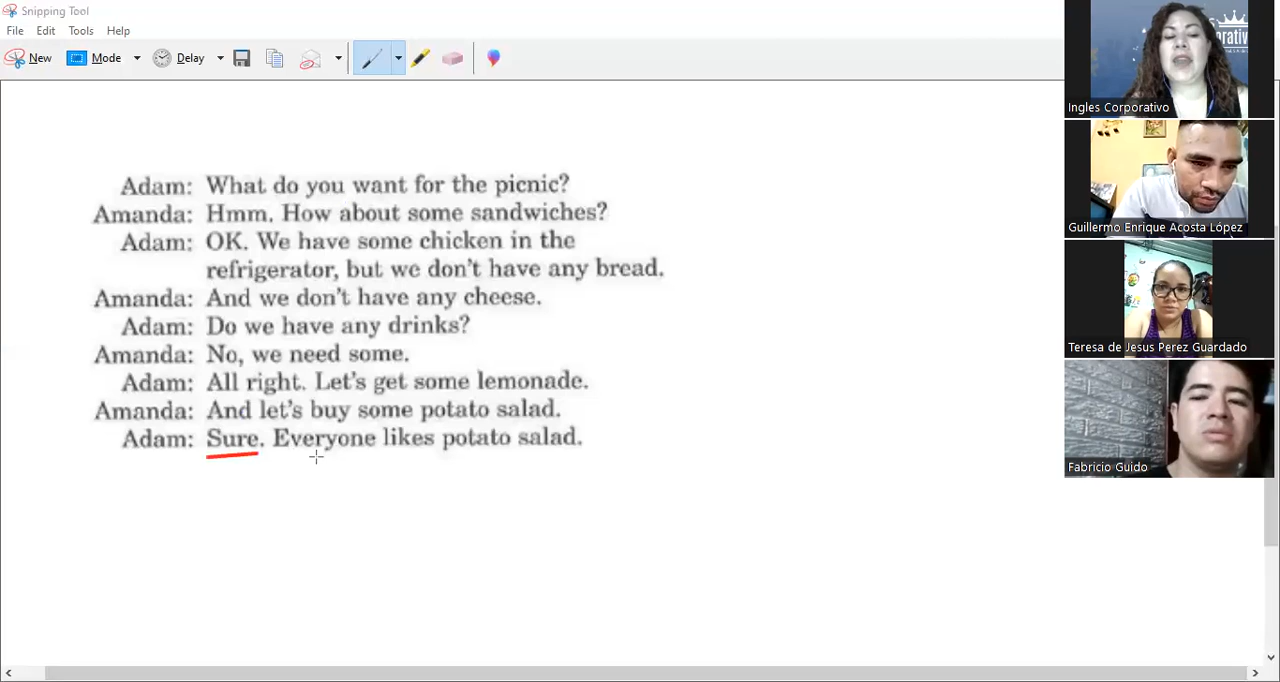 Snipping Tool
File Edit Tools Help
New Mode Delay
Adam: What do you want for the picnic?
Amanda: Hmm. How about some sandwiches?
Adam: OK. We have some chicken in the
refrigerator, but we don't have any bread.
Amanda: And we don't have any cheese.
Adam: Do we have any drinks?
Amanda: No, we need some.
Adam: All right. Let's get some lemonade.
Amanda: And let's buy some potato salad.
Adam: Sure. Everyone likes potato salad.
Ingles Corporativo
Guillermo Enrique Acosta López
Teresa de Jesus Perez Guardado
Fabricio Guido